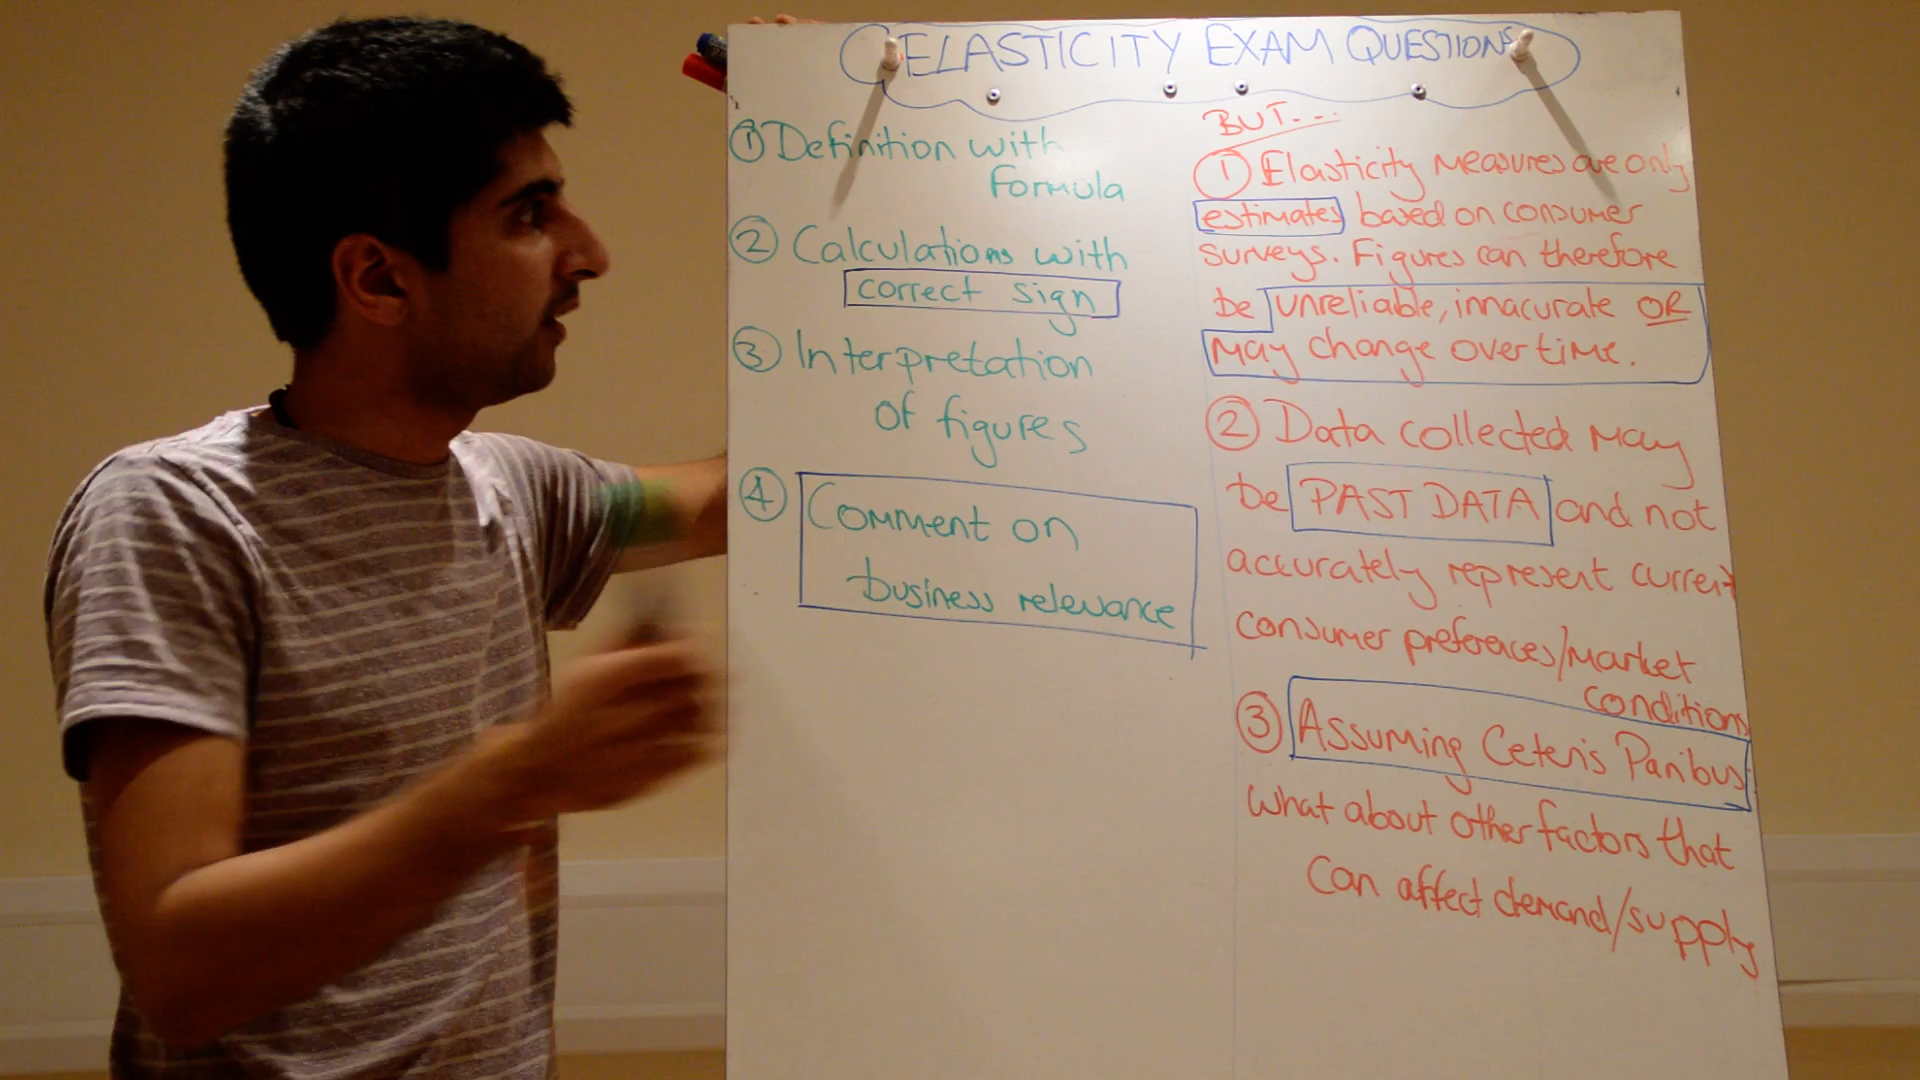 ELASTICITY EXAM QUESTIONS
① Definition with
Formula
② Calculations with
correct sign
③ Interpretation
of figures
④ Comment on
business relevance
BUT...
① Elasticity measures are only
estimates based on consumer
surveys. Figures can therefore
be unreliable, innacurate OR
may change over time.
② Data collected may
be PAST DATA and not
accurately represent current
consumer preferences/market
conditions
③ Assuming Ceteris Paribus.
What about other factors that
can affect demand/supply